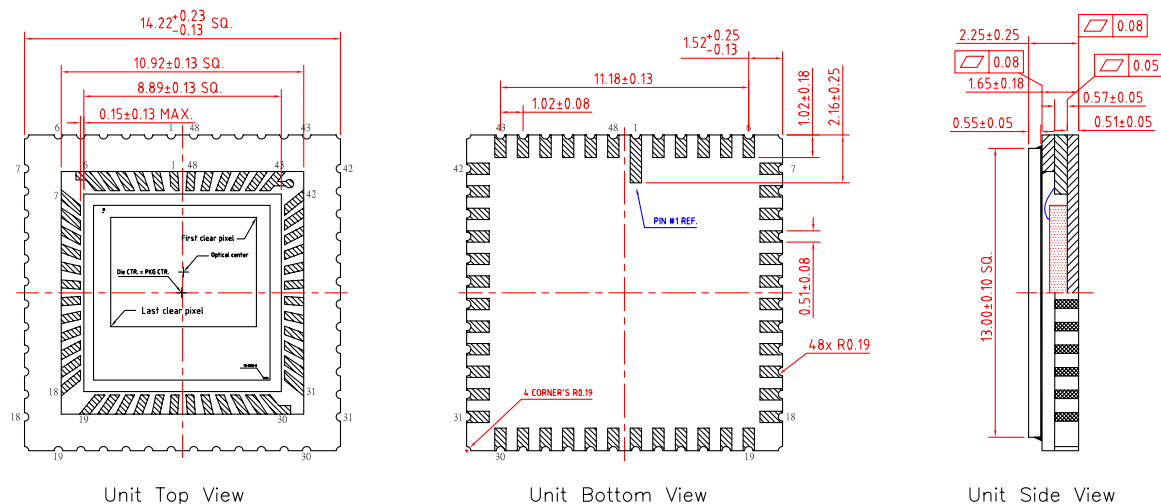 14.22+0.23 -0.13 SQ.
10.92±0.13 SQ.
8.89±0.13 SQ.
0.15±0.13 MAX.
6
1
48
43
7
42
6
1
48
43
7
42
First clear pixel
Optical center
Die CTR. = PKG CTR.
Last clear pixel
18
31
19
30
18
31
19
30
Unit Top View
1.52+0.25 -0.13
11.18±0.13
1.02±0.08
1.02±0.18
2.16±0.25
43
48
1
6
42
7
PIN #1 REF.
0.51±0.08
48x R0.19
4 CORNER'S R0.19
31
18
30
19
Unit Bottom View
0.08
2.25±0.25
0.08
0.05
1.65±0.18
0.57±0.05
0.55±0.05
0.51±0.05
13.00±0.10 SQ.
Unit Side View